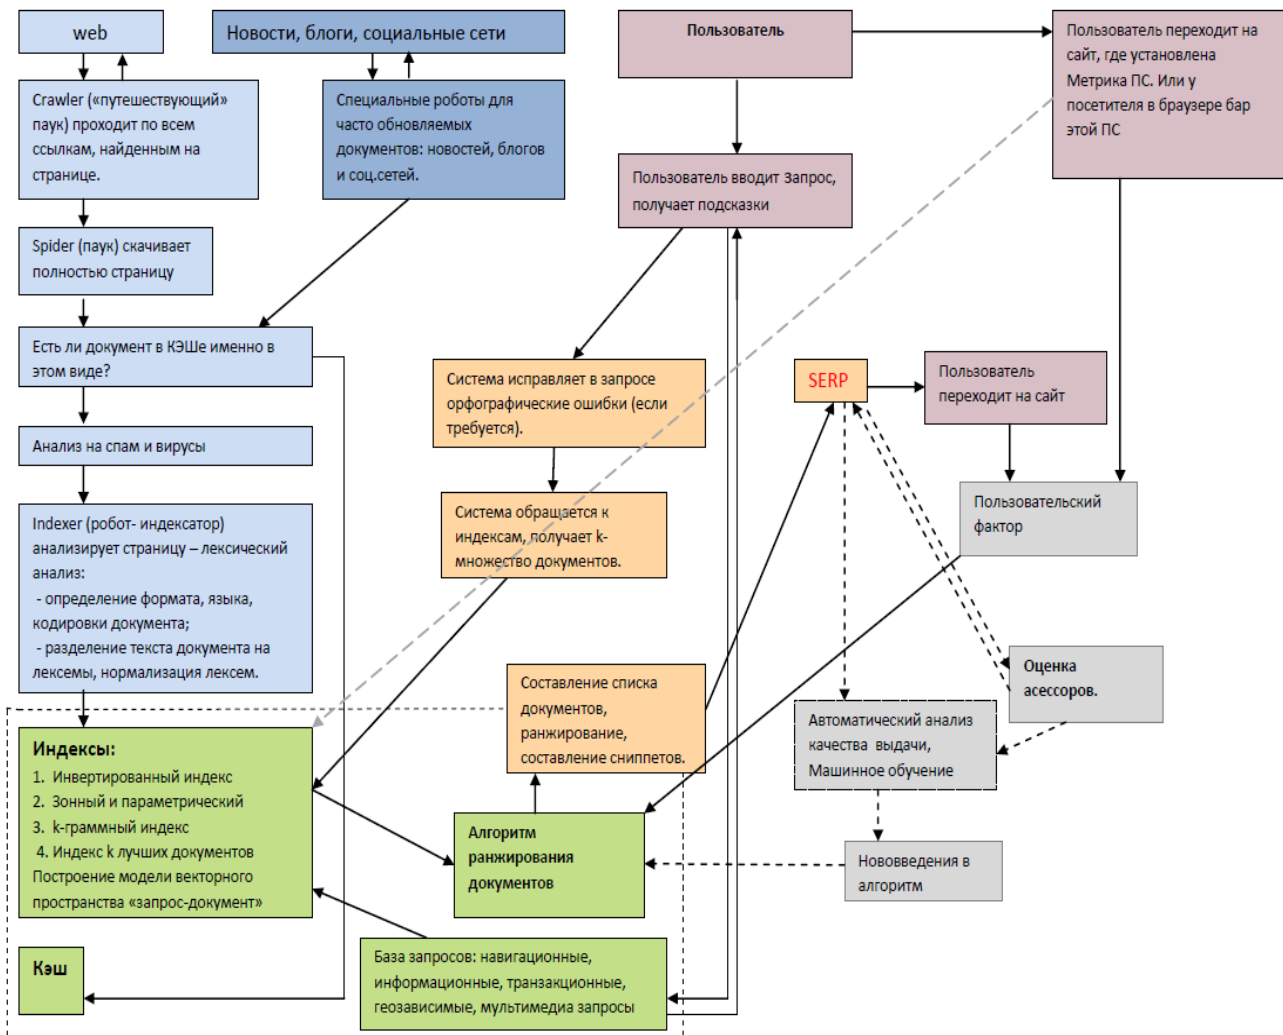 web
Новости, блоги, социальные сети
Пользователь
Пользователь переходит на
сайт, где установлена
Метрика ПС. Или у
посетителя в браузере бар
этой ПС
Crawler («путешествующий»
паук) проходит по всем
ссылкам, найденным на
странице.
Специальные роботы для
часто обновляемых
документов: новостей, блогов
и соц.сетей.
Пользователь вводит Запрос,
получает подсказки
Spider (паук) скачивает
полностью страницу
Есть ли документ в КЭШе именно в
этом виде?
Система исправляет в запросе
орфографические ошибки (если
требуется).
SERP
Пользователь
переходит на сайт
Анализ на спам и вирусы
Indexer (робот- индексатор)
анализирует страницу – лексический
анализ:
- определение формата, языка,
кодировки документа;
- разделение текста документа на
лексемы, нормализация лексем.
Система обращается к
индексам, получает k-
множество документов.
Пользовательский
фактор
Оценка
асессоров.
Составление списка
документов,
ранжирование,
составление сниппетов.
Автоматический анализ
качества выдачи,
Машинное обучение
Индексы:
1. Инвертированный индекс
2. Зонный и параметрический
3. k-граммный индекс
4. Индекс k лучших документов
Построение модели векторного
пространства «запрос-документ»
Алгоритм
ранжирования
документов
Нововведения в
алгоритм
Кэш
База запросов: навигационные,
информационные, транзакционные,
геозависимые, мультимедиа запросы